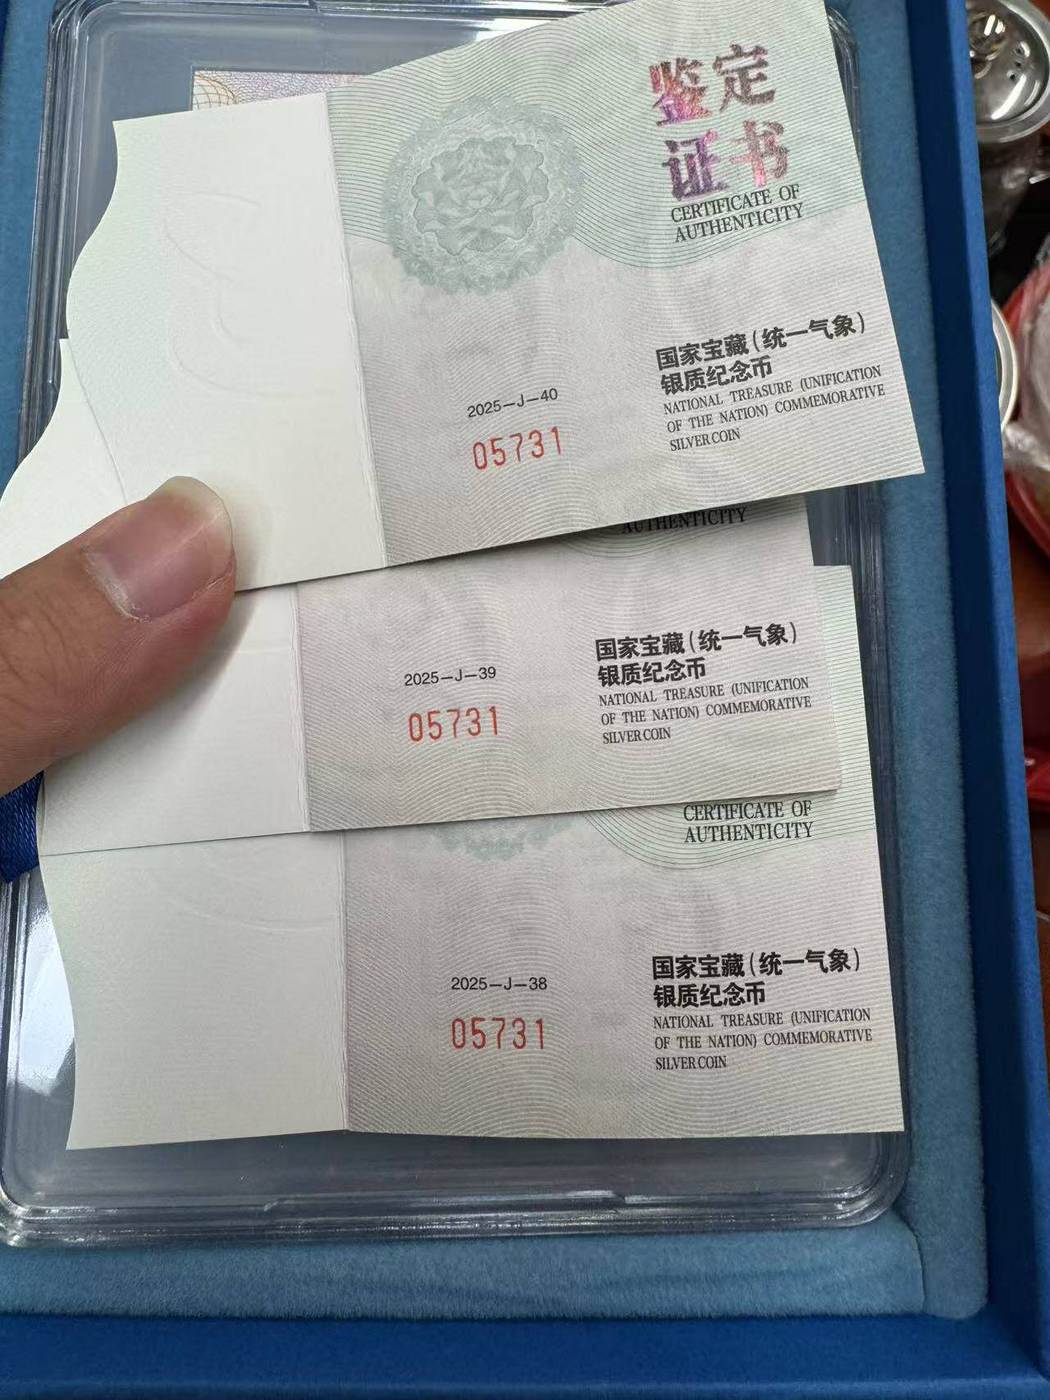 鉴定
证书
CERTIFICATE OF
AUTHENTICITY
国家宝藏(统一气象)
银质纪念币
NATIONAL TREASURE (UNIFICATION
OF THE NATION) COMMEMORATIVE
SILVER COIN
2025-J-40
05731
AUTHENTICITY
国家宝藏(统一气象)
银质纪念币
NATIONAL TREASURE (UNIFICATION
OF THE NATION) COMMEMORATIVE
SILVER COIN
2025-J-39
05731
CERTIFICATE OF
AUTHENTICITY
国家宝藏(统一气象)
银质纪念币
NATIONAL TREASURE (UNIFICATION
OF THE NATION) COMMEMORATIVE
SILVER COIN
2025-J-38
05731